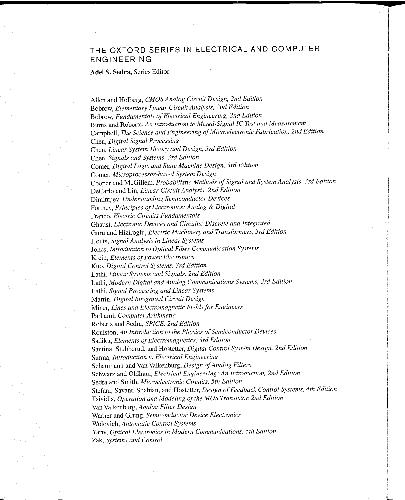 THE OXFORD SERIES IN ELECTRICAL AND COMPUTER
ENGINEERING
Adel S. Sedra, Series Editor
Allen and Holberg, CMOS Analog Circuit Design, 2nd Edition
Bobrow, Elementary Linear Circuit Analysis, 2nd Edition
Bobrow, Fundamentals of Electrical Engineering, 2nd Edition
Burns and Roberts, An Introduction to Mixed-Signal IC Test and Measurement
Campbell, The Science and Engineering of Microelectronic Fabrication, 2nd Edition
Chen, Digital Signal Processing
Chen, Linear System Theory and Design, 3rd Edition
Chen, Signals and Systems, 3rd Edition
Comer, Digital Logic and State Machine Design, 3rd Edition
Comer, Microprocessor-based System Design
Cooper and McGillem, Probabilistic Methods of Signal and System Analysis, 3rd Edition
DeCarlo and Lin, Linear Circuit Analysis, 2nd Edition
Dimitrijev, Understanding Semiconductor Devices
Fortney, Principles of Electronics: Analog & Digital
Franco, Electric Circuits Fundamentals
Ghausi, Electronic Devices and Circuits: Discrete and Integrated
Guru and Hiziroğlu, Electric Machinery and Transformers, 3rd Edition
Houts, Signal Analysis in Linear Systems
Jones, Introduction to Optical Fiber Communication Systems
Krein, Elements of Power Electronics
Kuo, Digital Control Systems, 3rd Edition
Lathi, Linear Systems and Signals, 2nd Edition
Lathi, Modern Digital and Analog Communications Systems, 3rd Edition
Lathi, Signal Processing and Linear Systems
Martin, Digital Integrated Circuit Design
Miner, Lines and Electromagnetic Fields for Engineers
Parhami, Computer Arithmetic
Roberts and Sedra, SPICE, 2nd Edition
Roulston, An Introduction to the Physics of Semiconductor Devices
Sadiku, Elements of Electromagnetics, 3rd Edition
Santina, Stubberud, and Hostetter, Digital Control System Design, 2nd Edition
Sarma, Introduction to Electrical Engineering
Schaumann and Van Valkenburg, Design of Analog Filters
Schwarz and Oldham, Electrical Engineering: An Introduction, 2nd Edition
Sedra and Smith, Microelectronic Circuits, 5th Edition
Stefani, Savant, Shahian, and Hostetter, Design of Feedback Control Systems, 4th Edition
Tsividis, Operation and Modeling of the MOS Transistor, 2nd Edition
Van Valkenburg, Analog Filter Design
Warner and Grung, Semiconductor Device Electronics
Wolovich, Automatic Control Systems
Yariv, Optical Electronics in Modern Communications, 5th Edition
Żak, Systems and Control